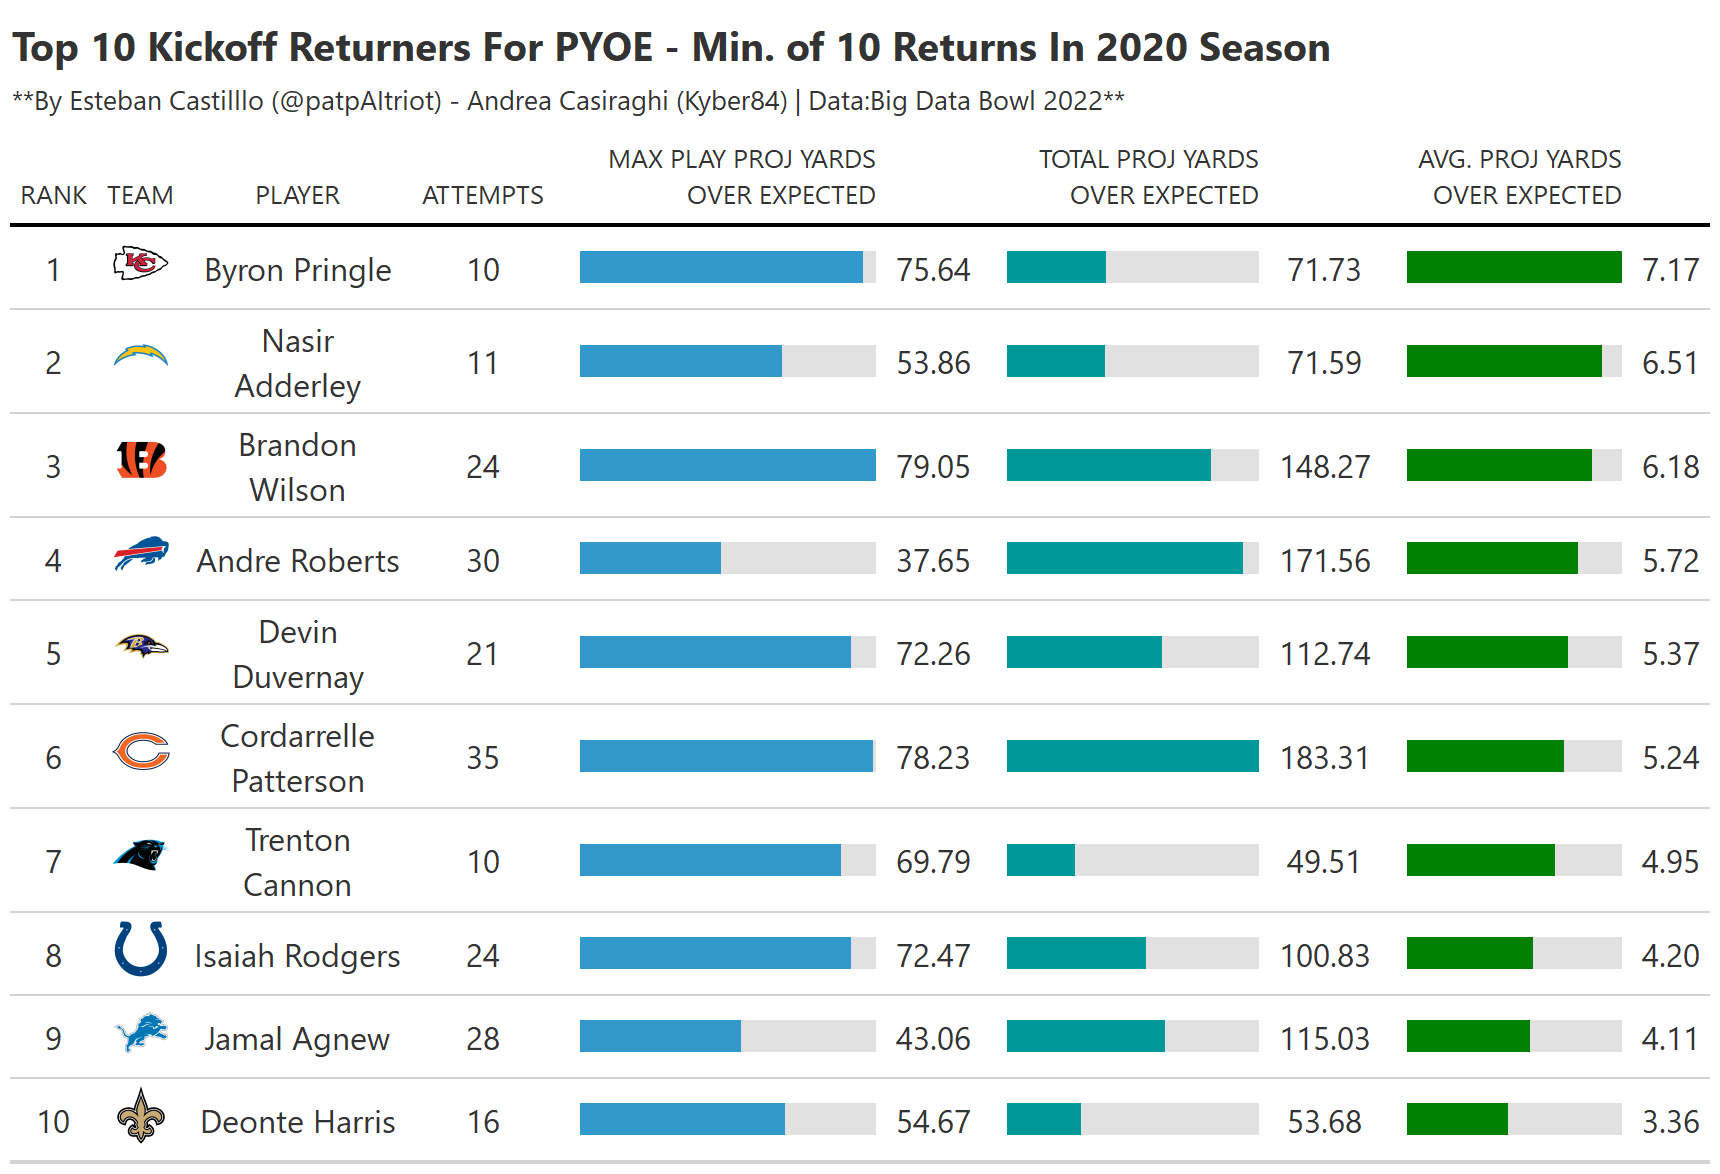 Top 10 Kickoff Returners For PYOE - Min. of 10 Returns In 2020 Season
**By Esteban Castilllo (@patpAItriot) - Andrea Casiraghi (Kyber84) | Data:Big Data Bowl 2022**
RANK TEAM PLAYER ATTEMPTS MAX PLAY PROJ YARDS OVER EXPECTED TOTAL PROJ YARDS OVER EXPECTED AVG. PROJ YARDS OVER EXPECTED
1 KC Byron Pringle 10 75.64 71.73 7.17
2 Nasir Adderley 11 53.86 71.59 6.51
3 Brandon Wilson 24 79.05 148.27 6.18
4 Andre Roberts 30 37.65 171.56 5.72
5 Devin Duvernay 21 72.26 112.74 5.37
6 Cordarrelle Patterson 35 78.23 183.31 5.24
7 Trenton Cannon 10 69.79 49.51 4.95
8 Isaiah Rodgers 24 72.47 100.83 4.20
9 Jamal Agnew 28 43.06 115.03 4.11
10 Deonte Harris 16 54.67 53.68 3.36